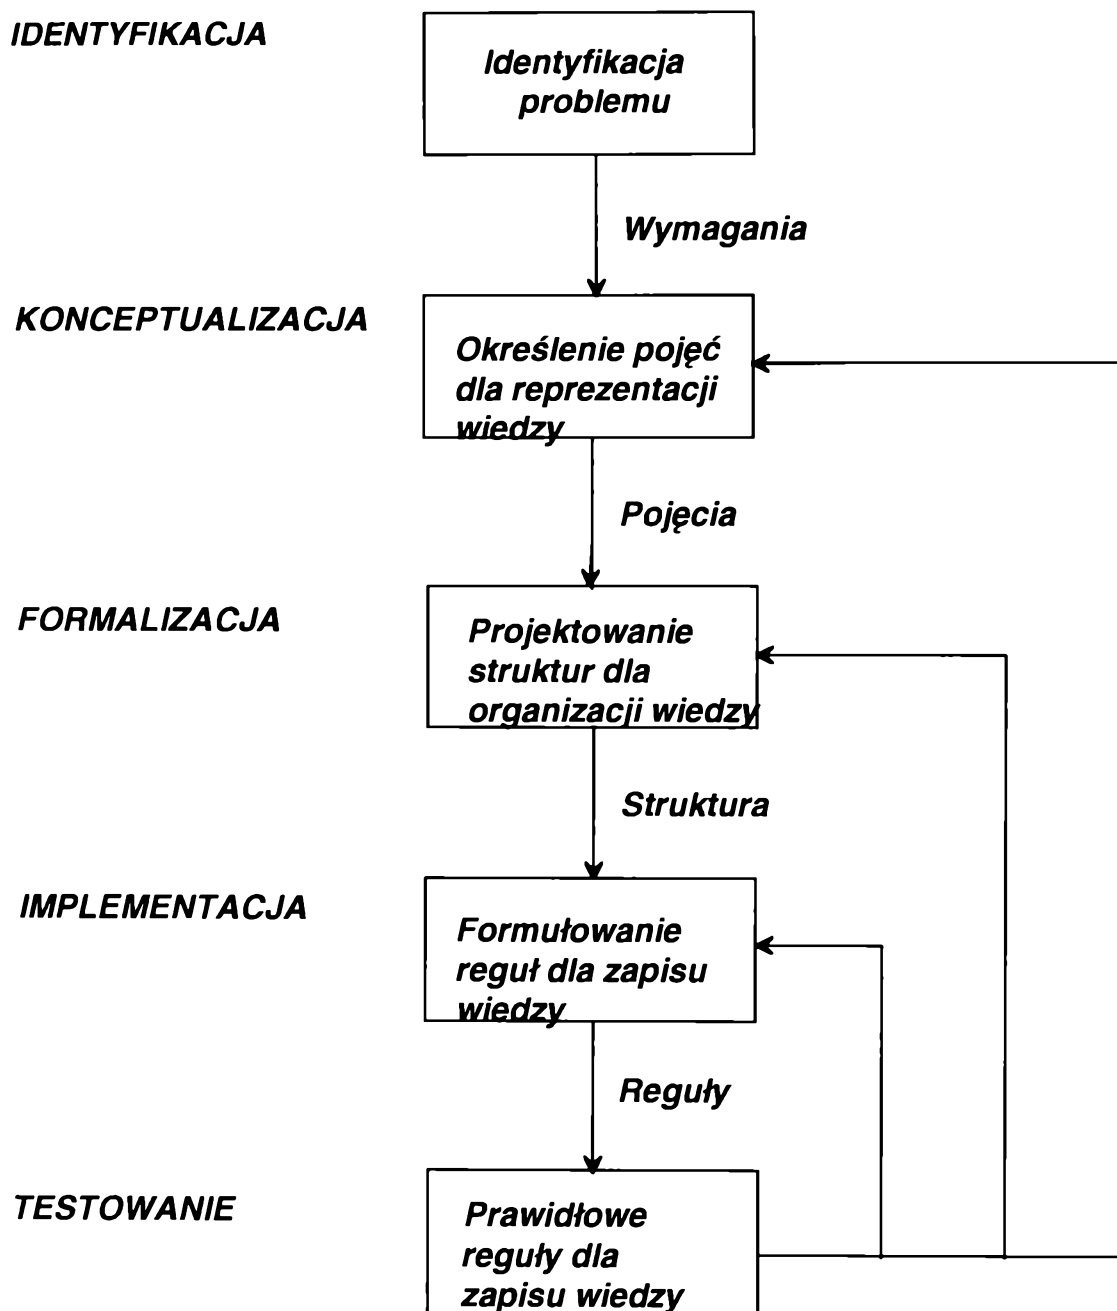 IDENTYFIKACJA
Identyfikacja
problemu
Wymagania
KONCEPTUALIZACJA
Określenie pojęć
dla reprezentacji
wiedzy
Pojęcia
FORMALIZACJA
Projektowanie
struktur dla
organizacji wiedzy
Struktura
IMPLEMENTACJA
Formułowanie
reguł dla zapisu
wiedzy
Reguły
TESTOWANIE
Prawidłowe
reguły dla
zapisu wiedzy